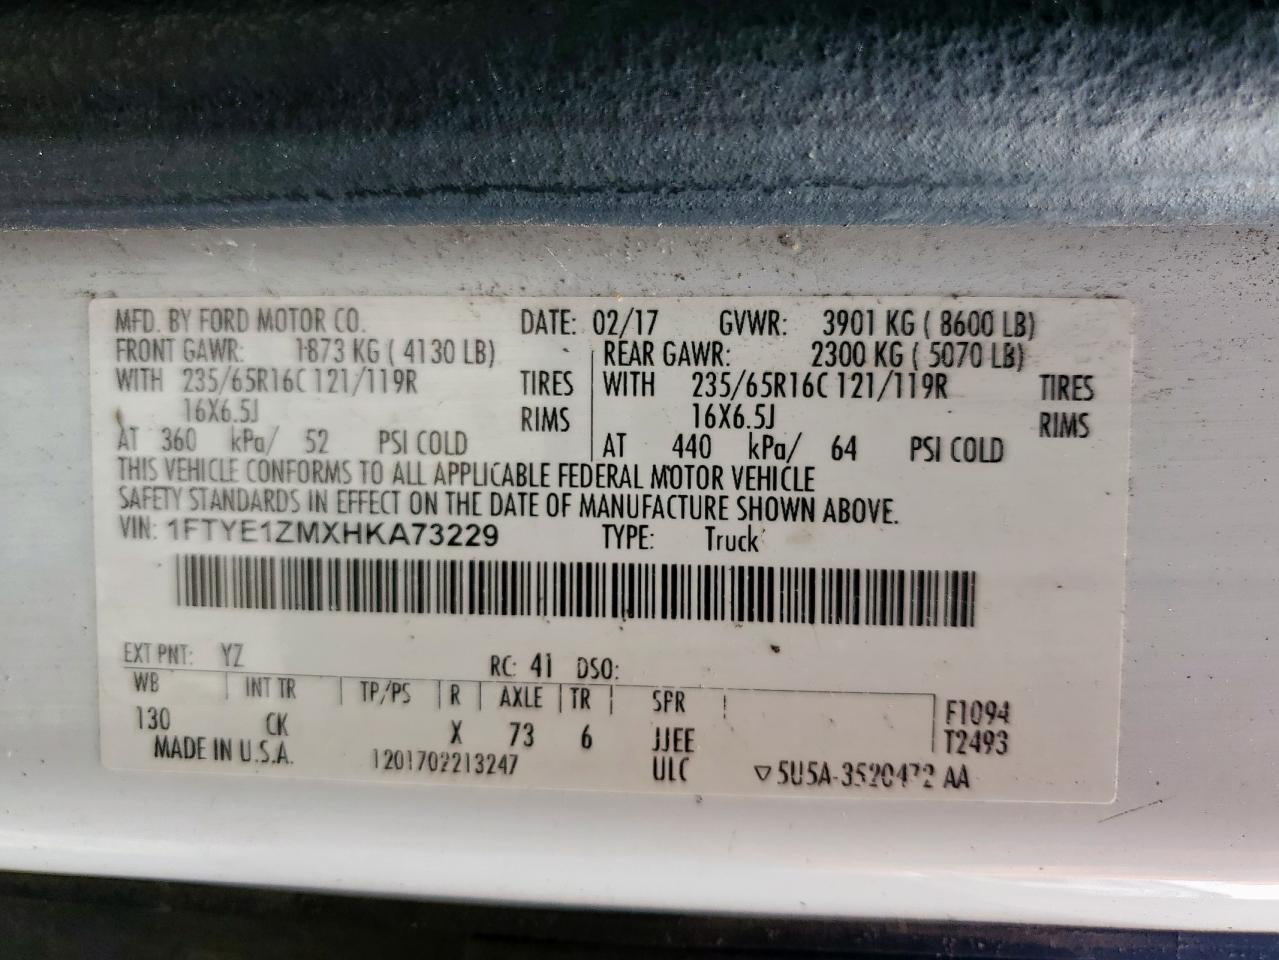 MFD. BY FORD MOTOR CO. DATE: 02/17 GVWR: 3901 KG ( 8600 LB)
FRONT GAWR: 1873 KG ( 4130 LB) REAR GAWR: 2300 KG ( 5070 LB)
WITH 235/65R16C 121/119R TIRES WITH 235/65R16C 121/119R TIRES
16X6.5J RIMS 16X6.5J RIMS
AT 360 kPa/ 52 PSI COLD AT 440 kPa/ 64 PSI COLD
THIS VEHICLE CONFORMS TO ALL APPLICABLE FEDERAL MOTOR VEHICLE
SAFETY STANDARDS IN EFFECT ON THE DATE OF MANUFACTURE SHOWN ABOVE.
VIN: 1FTYE1ZMXHKA73229 TYPE: Truck
EXT PNT: YZ RC: 41 DSO:
WB INT TR TP/PS R AXLE TR SPR F1094
130 CK X 73 6 JJEE T2493
MADE IN U.S.A. 1201702213247 ULC ▽5U5A-3520472 AA